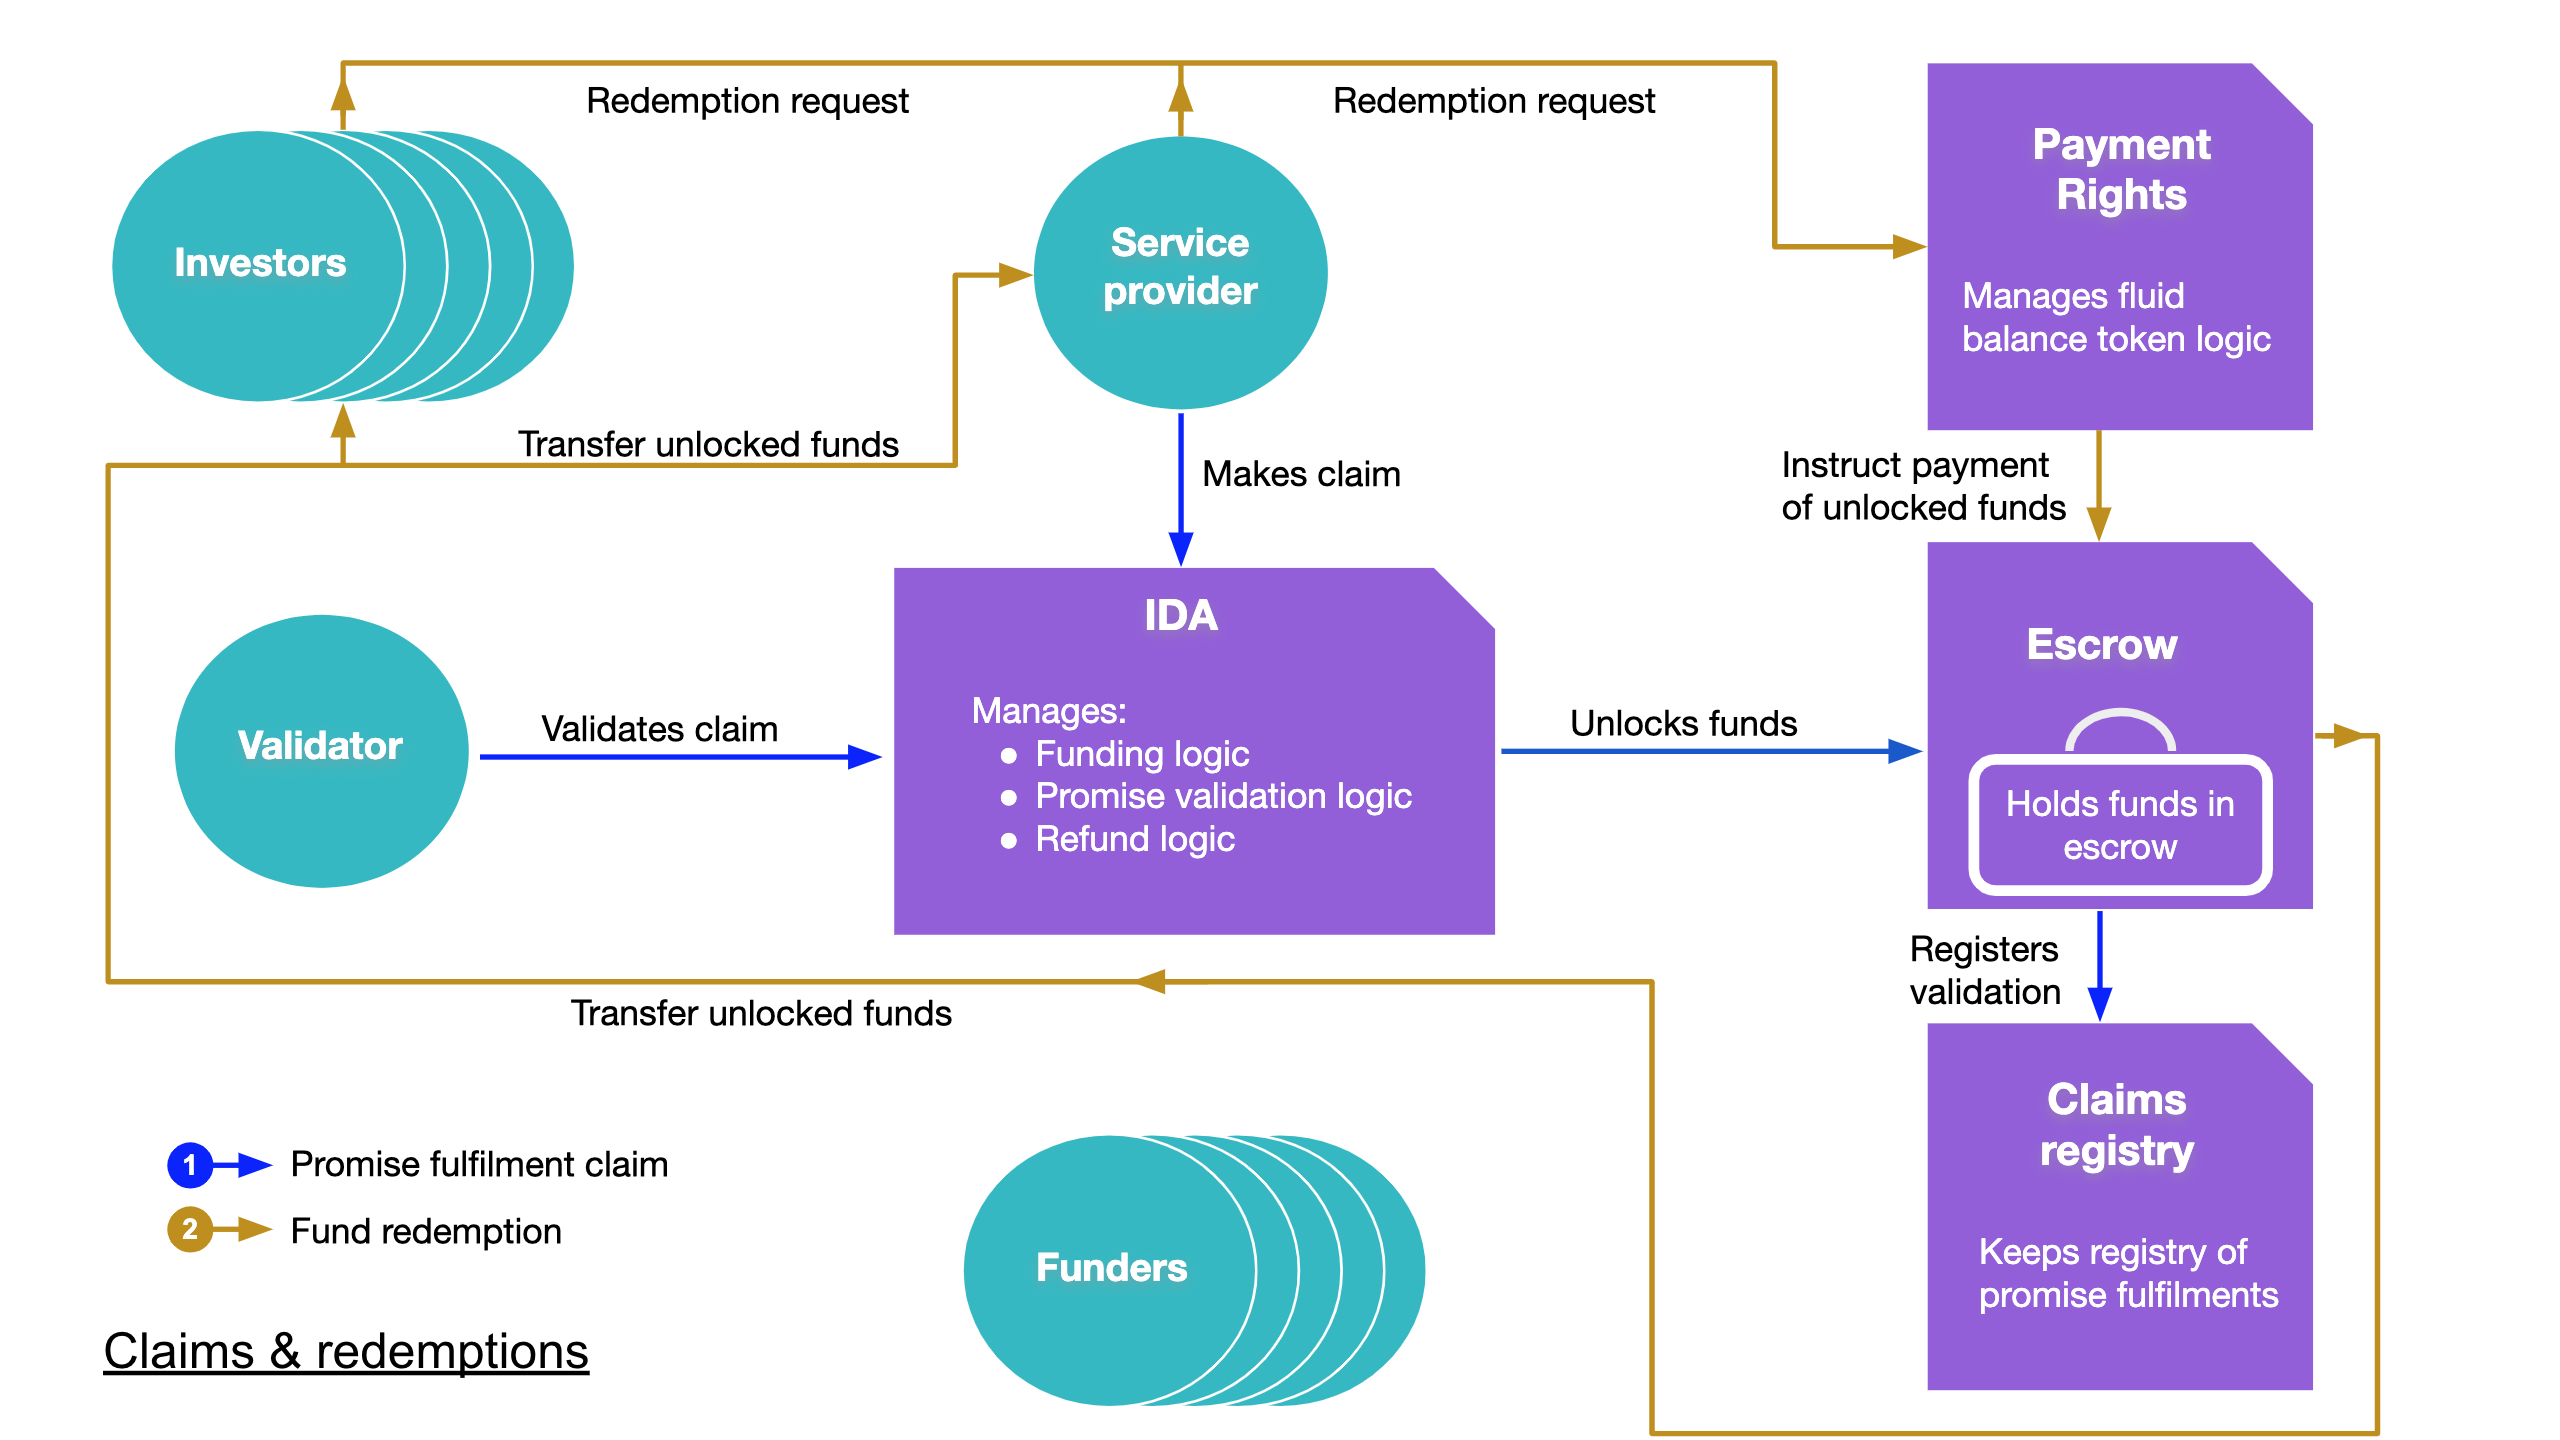 Redemption request
Redemption request
Payment
Rights
Manages fluid
balance token logic
Investors
Service
provider
Transfer unlocked funds
Makes claim
Instruct payment
of unlocked funds
IDA
Manages:
● Funding logic
● Promise validation logic
● Refund logic
Escrow
Holds funds in
escrow
Validator
Validates claim
Unlocks funds
Registers
validation
Transfer unlocked funds
Claims
registry
Keeps registry of
promise fulfilments
1 Promise fulfilment claim
2 Fund redemption
Funders
Claims & redemptions